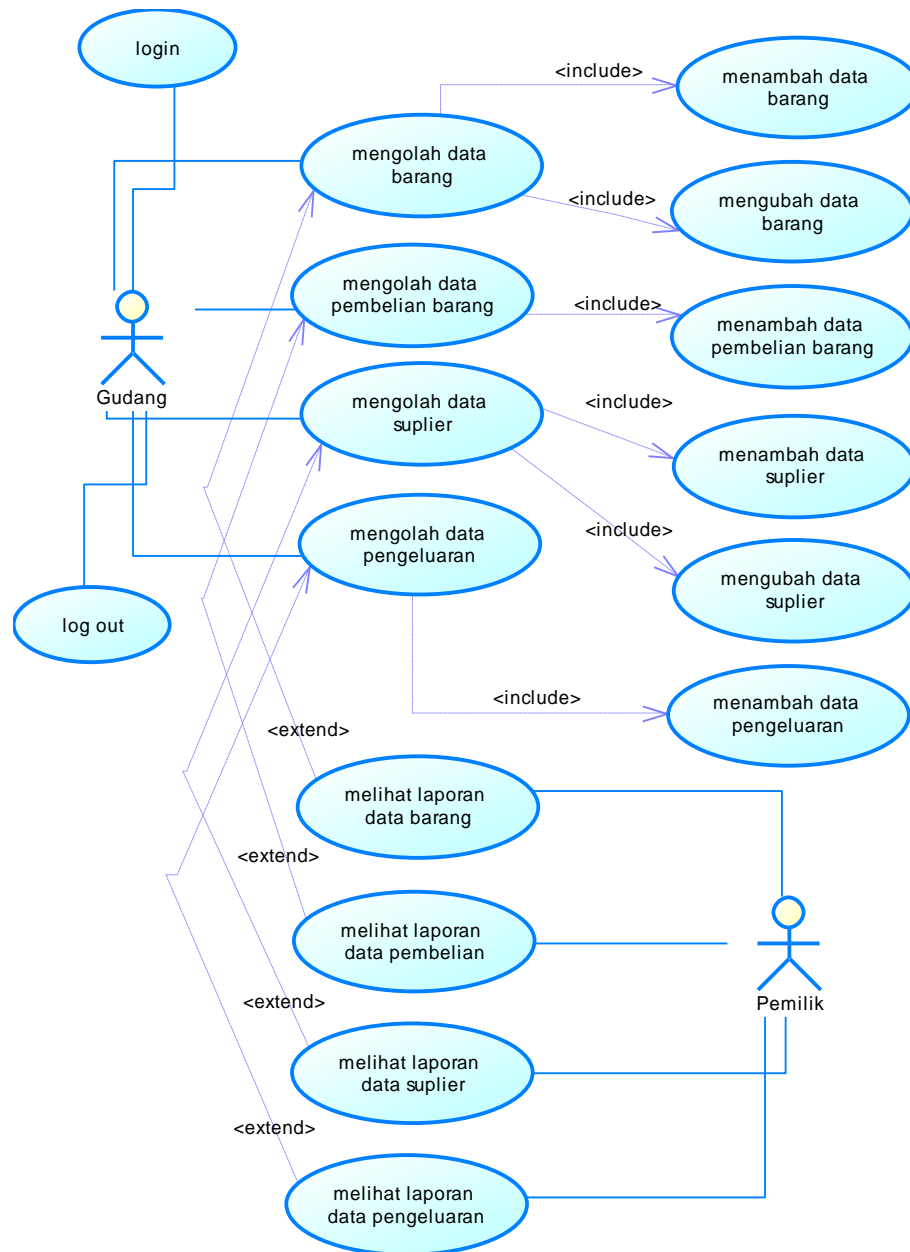 login
<include>
menambah data
barang
mengolah data
barang
<include>
mengubah data
barang
mengolah data
pembelian barang
<include>
menambah data
pembelian barang
Gudang
mengolah data
suplier
<include>
menambah data
suplier
mengolah data
pengeluaran
<include>
mengubah data
suplier
log out
<include>
menambah data
pengeluaran
<extend>
melihat laporan
data barang
<extend>
melihat laporan
data pembelian
Pemilik
<extend>
melihat laporan
data suplier
<extend>
melihat laporan
data pengeluaran